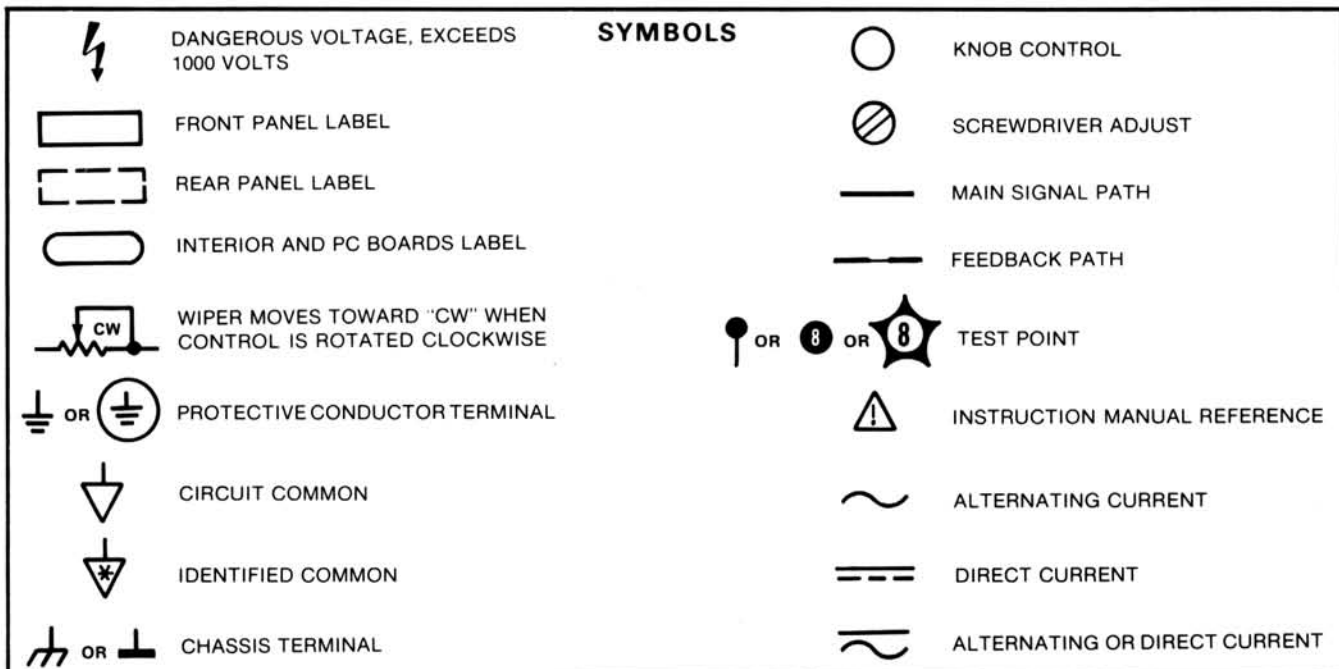 SYMBOLS
DANGEROUS VOLTAGE, EXCEEDS
1000 VOLTS
FRONT PANEL LABEL
REAR PANEL LABEL
INTERIOR AND PC BOARDS LABEL
CW
WIPER MOVES TOWARD "CW" WHEN
CONTROL IS ROTATED CLOCKWISE
OR
PROTECTIVE CONDUCTOR TERMINAL
CIRCUIT COMMON
*
IDENTIFIED COMMON
OR
CHASSIS TERMINAL
KNOB CONTROL
SCREWDRIVER ADJUST
MAIN SIGNAL PATH
FEEDBACK PATH
OR 8 OR 8 TEST POINT
! INSTRUCTION MANUAL REFERENCE
ALTERNATING CURRENT
DIRECT CURRENT
ALTERNATING OR DIRECT CURRENT